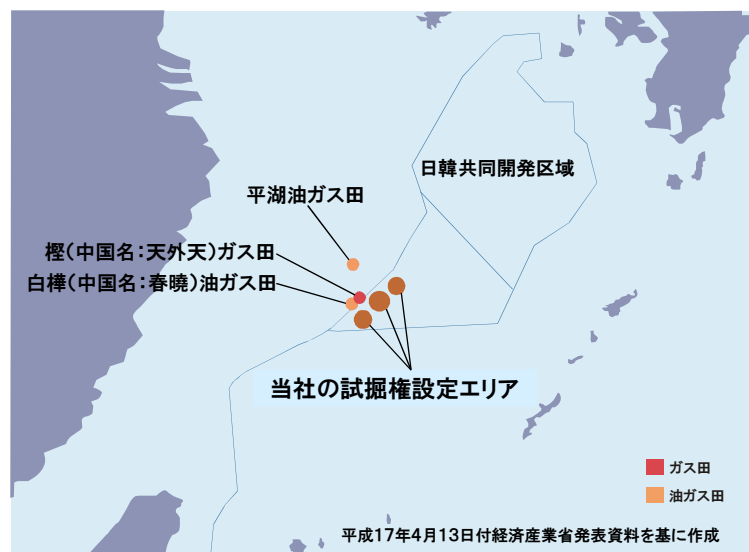 日韓共同開発区域
平湖油ガス田
樫(中国名:天外天)ガス田
白樺(中国名:春曉)油ガス田
当社の試掘権設定エリア
ガス田
油ガス田
平成17年4月13日付経済産業省発表資料を基に作成